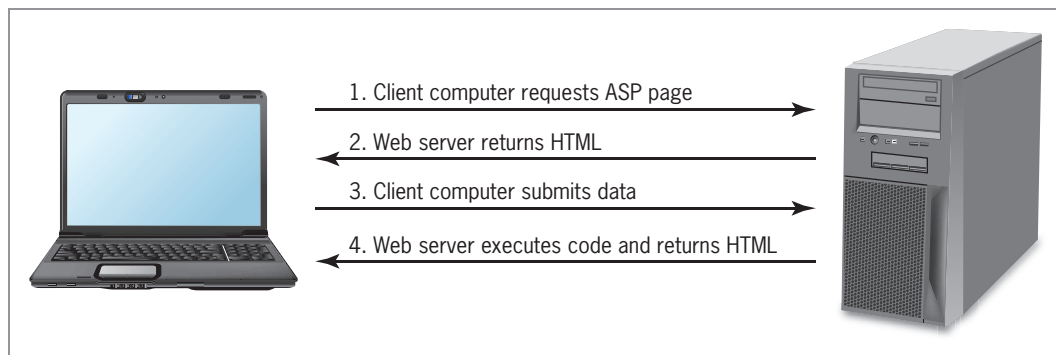 1. Client computer requests ASP page
2. Web server returns HTML
3. Client computer submits data
4. Web server executes code and returns HTML